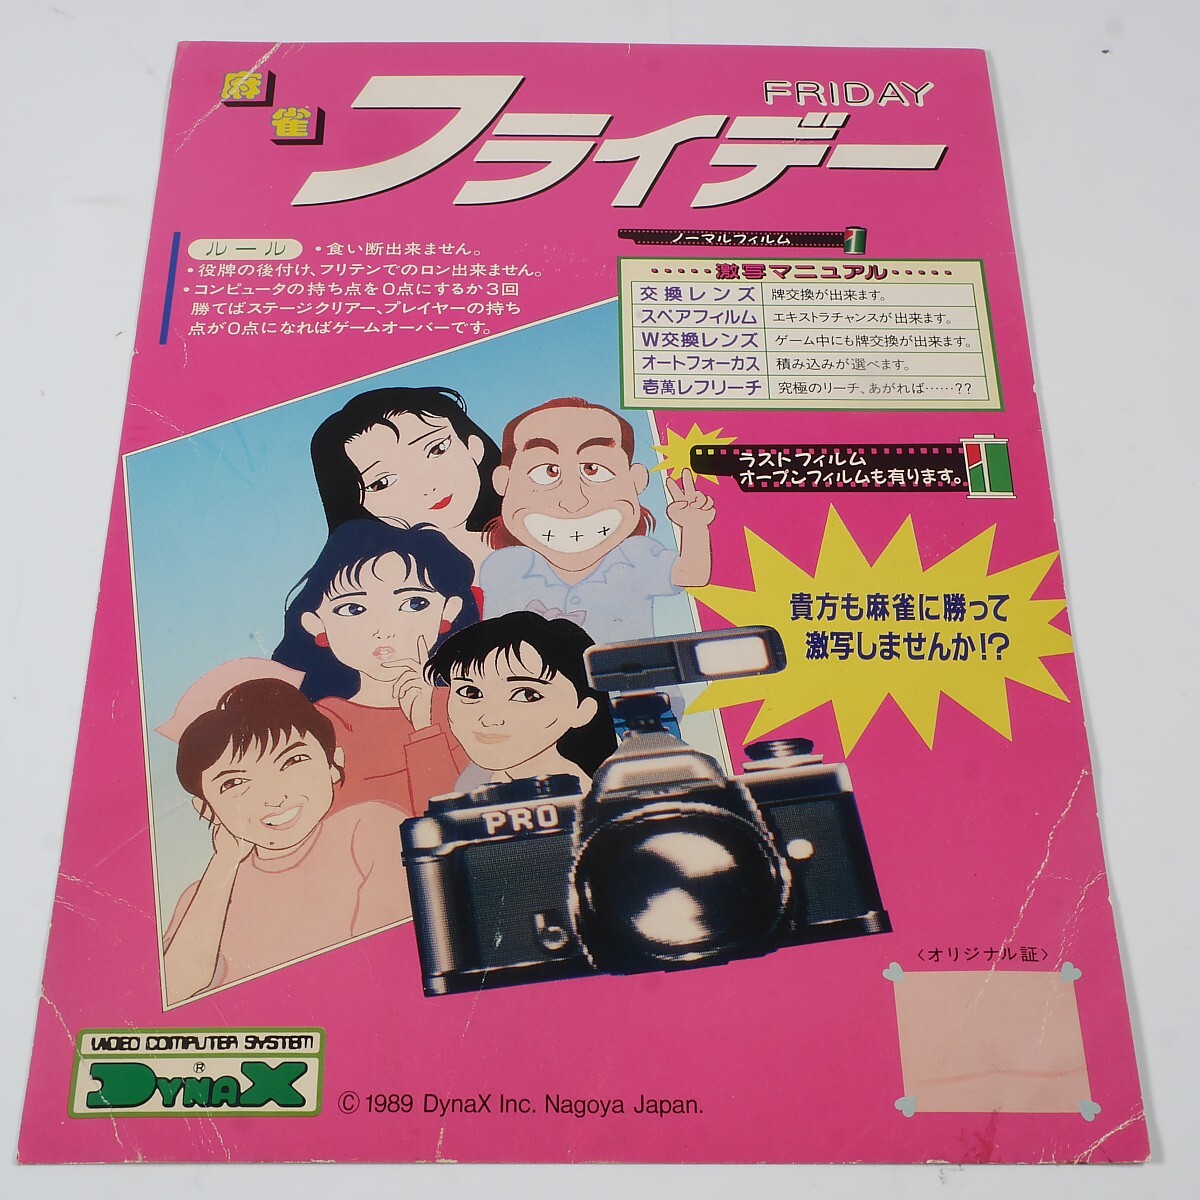 麻雀
フライデー
FRIDAY
ルール
・食い断出来ません。
・役牌の後付け、フリテンでのロン出来ません。
・コンピュータの持ち点を0点にするか3回
勝てばステージクリアー、プレイヤーの持ち
点が0点になればゲームオーバーです。
ノーマルフィルム
・・・・・激写マニュアル・・・・・
交換レンズ 牌交換が出来ます。
スペアフィルム エキストラチャンスが出来ます。
W交換レンズ ゲーム中にも牌交換が出来ます。
オートフォーカス 積み込みが選べます。
壱萬レフリーチ 究極のリーチ、あがれば……??
ラストフィルム
オープンフィルムも有ります。
貴方も麻雀に勝って
激写しませんか!?
PRO
〈オリジナル証〉
VIDEO COMPUTER SYSTEM
DYNAX®
© 1989 DynaX Inc. Nagoya Japan.